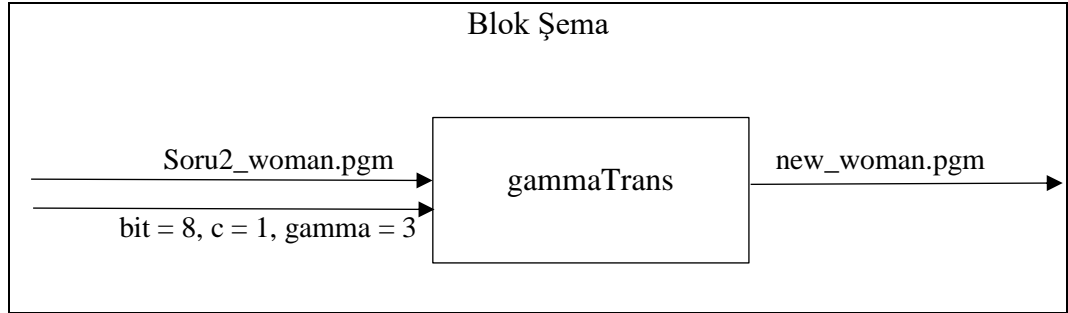 Blok Şema
Soru2_woman.pgm
gammaTrans
new_woman.pgm
bit = 8, c = 1, gamma = 3